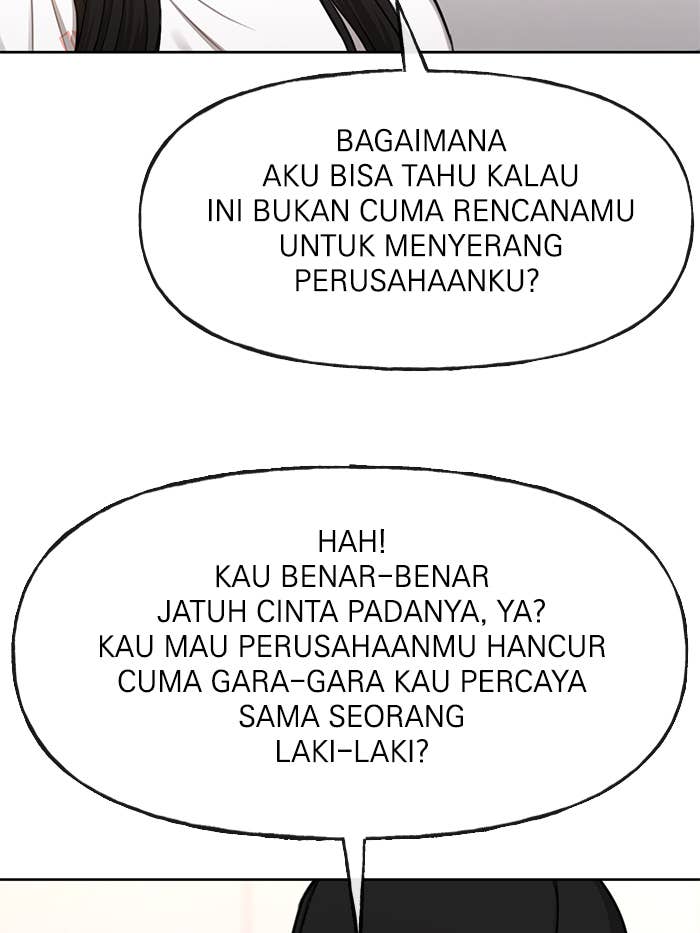 BAGAIMANA
AKU BISA TAHU KALAU
INI BUKAN CUMA RENCANAMU
UNTUK MENYERANG
PERUSAHAANKU?
HAH!
KAU BENAR-BENAR
JATUH CINTA PADANYA, YA?
KAU MAU PERUSAHAANMU HANCUR
CUMA GARA-GARA KAU PERCAYA
SAMA SEORANG
LAKI-LAKI?